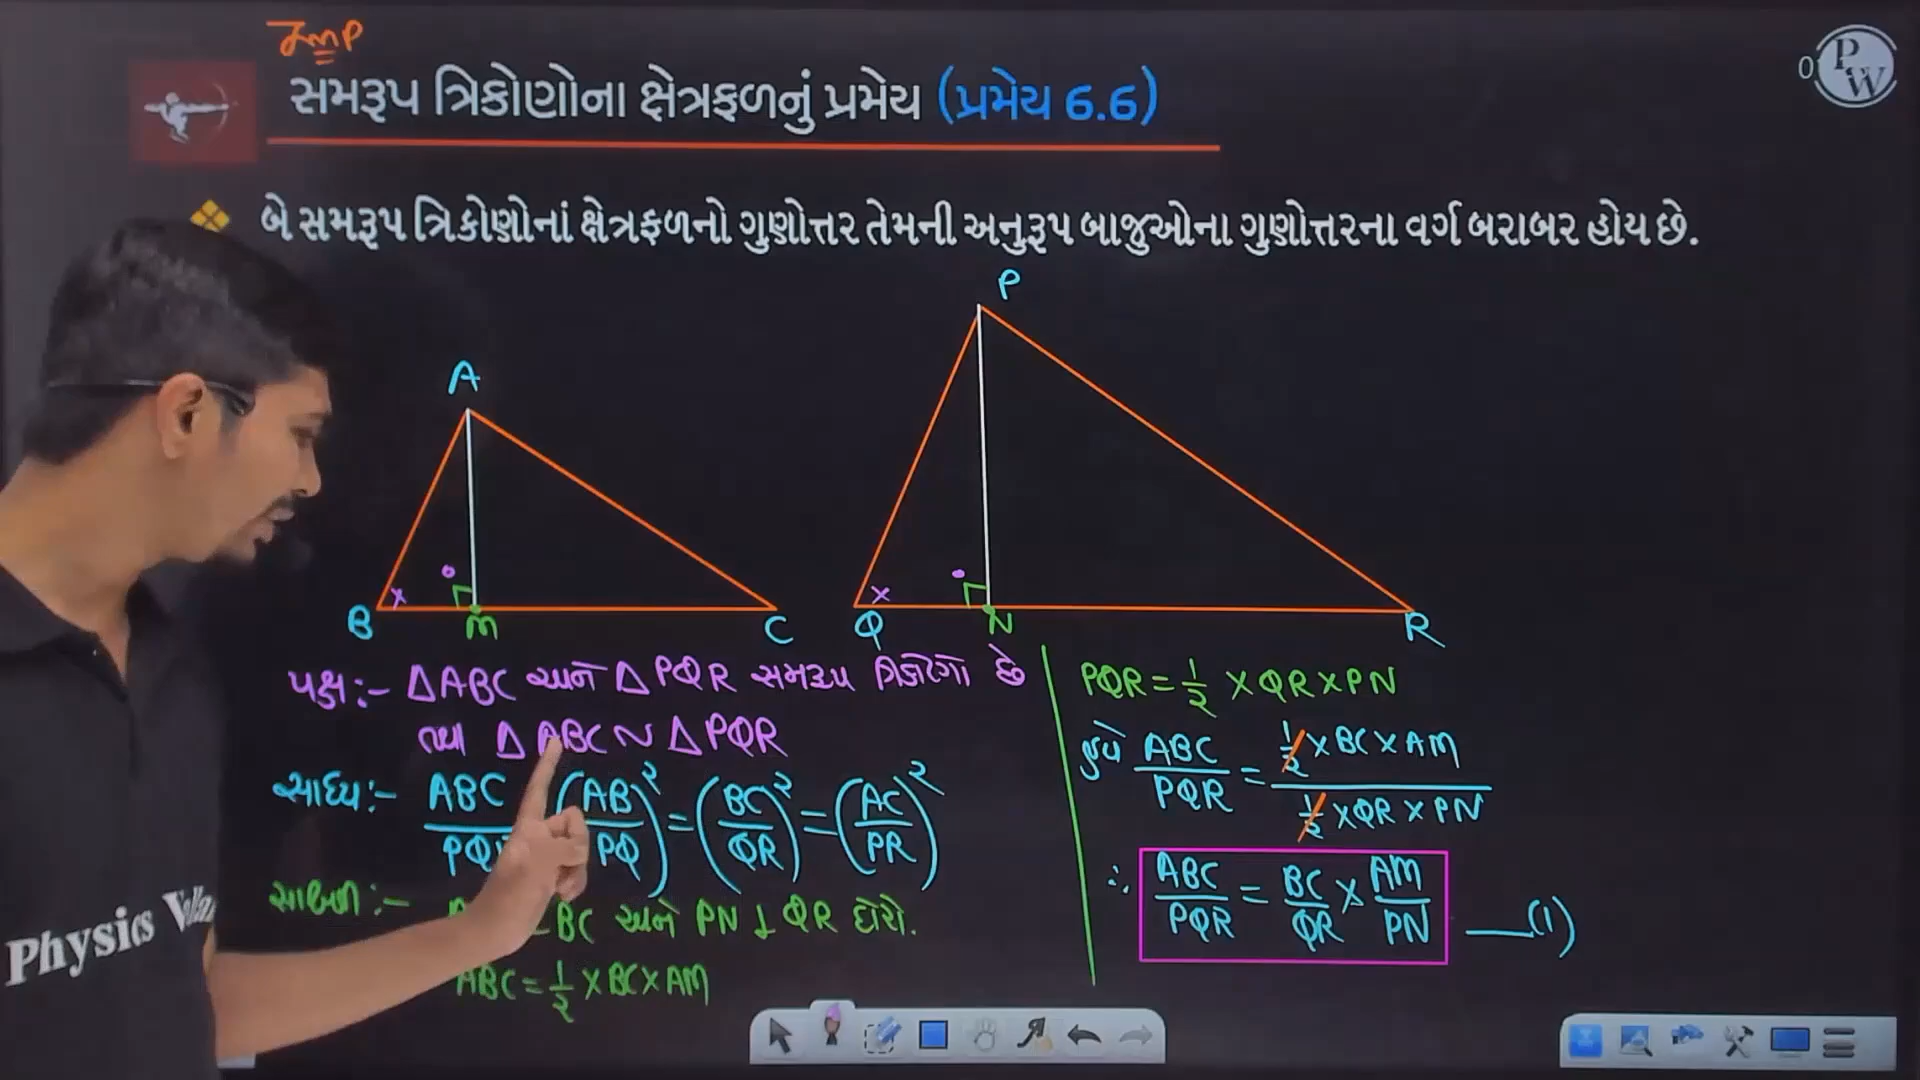 Imp
સમરૂપ ત્રિકોણોના ક્ષેત્રફળનું પ્રમેય (પ્રમેય 6.6)
PW
બે સમરૂપ ત્રિકોણોનાં ક્ષેત્રફળનો ગુણોત્તર તેમની અનુરૂપ બાજુઓના ગુણોત્તરના વર્ગ બરાબર હોય છે.
P
A
B M C Q N R
પક્ષ:- ΔABC અને ΔPQR સમરૂપ ત્રિકોણો છે
તથા ΔABC ~ ΔPQR
સાધ્ય:- ABC/PQ (AB/PQ)² = (BC/QR)² = (AC/PR)²
સાબિતી:- BC અને PN ⊥ QR દોરો.
ABC = 1/2 × BC × AM
PQR = 1/2 × QR × PN
હવે ABC/PQR = 1/2 × BC × AM / 1/2 × QR × PN
∴ ABC/PQR = BC/QR × AM/PN —(1)
Physics Wallah